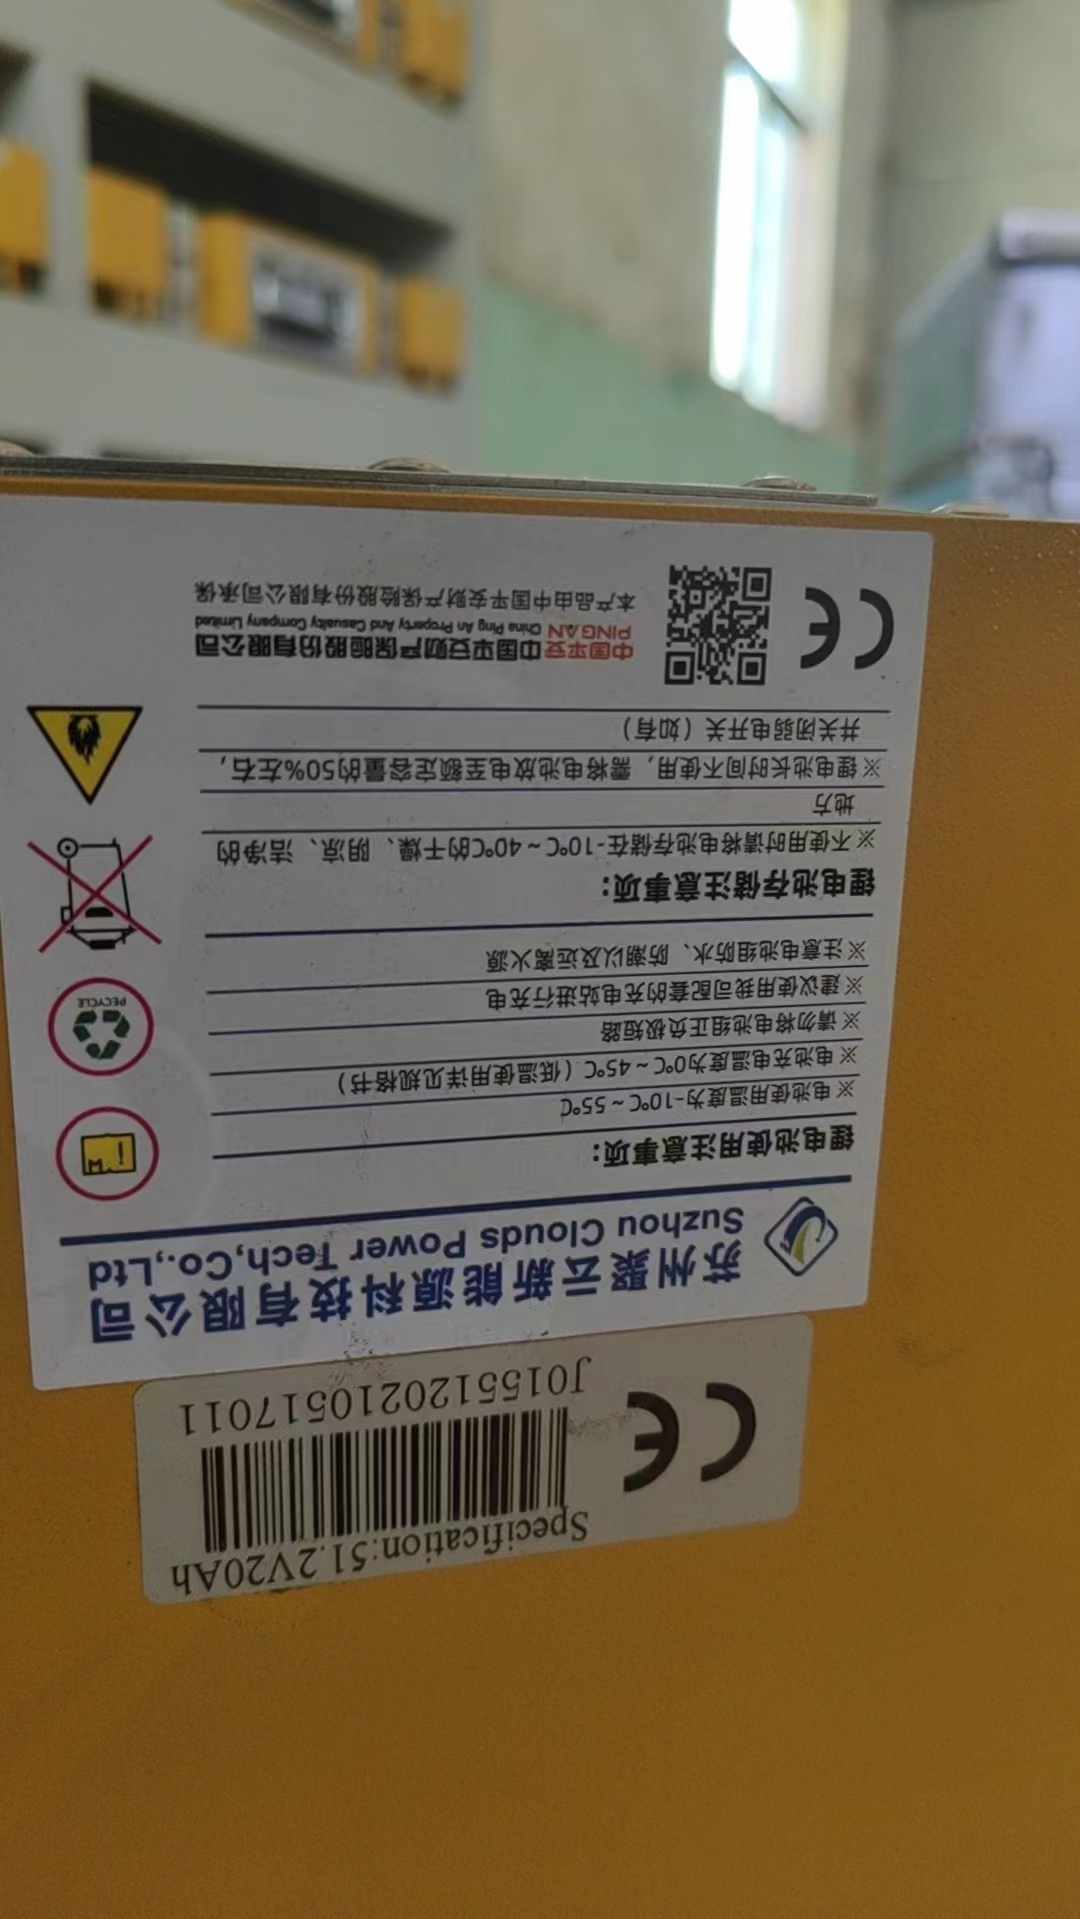 Specification:51.2V20Ah
J0155120210517011
CE
苏州聚云新能源科技有限公司
Suzhou Clouds Power Tech,Co.,Ltd
锂电池使用注意事项：
※电池使用温度为-10℃~55℃
※电池充电温度为0℃~45℃（低温使用详见规格书）
※请勿将电池组正负极短路
※建议使用我司配套的充电站进行充电
※注意电池组防水、防潮以及远离火源
锂电池存储注意事项：
※不使用时请将电池存储在-10℃~40℃的干燥、阴凉、洁净的
地方
※锂电池长时间不使用，需将电池放电至额定容量的50%左右，
并关闭弱电开关（如有）
RECYCLE
CE
中国平安 中国平安财产保险股份有限公司
PING AN China Ping An Property And Casualty Company Limited
本产品由中国平安财产保险股份有限公司承保